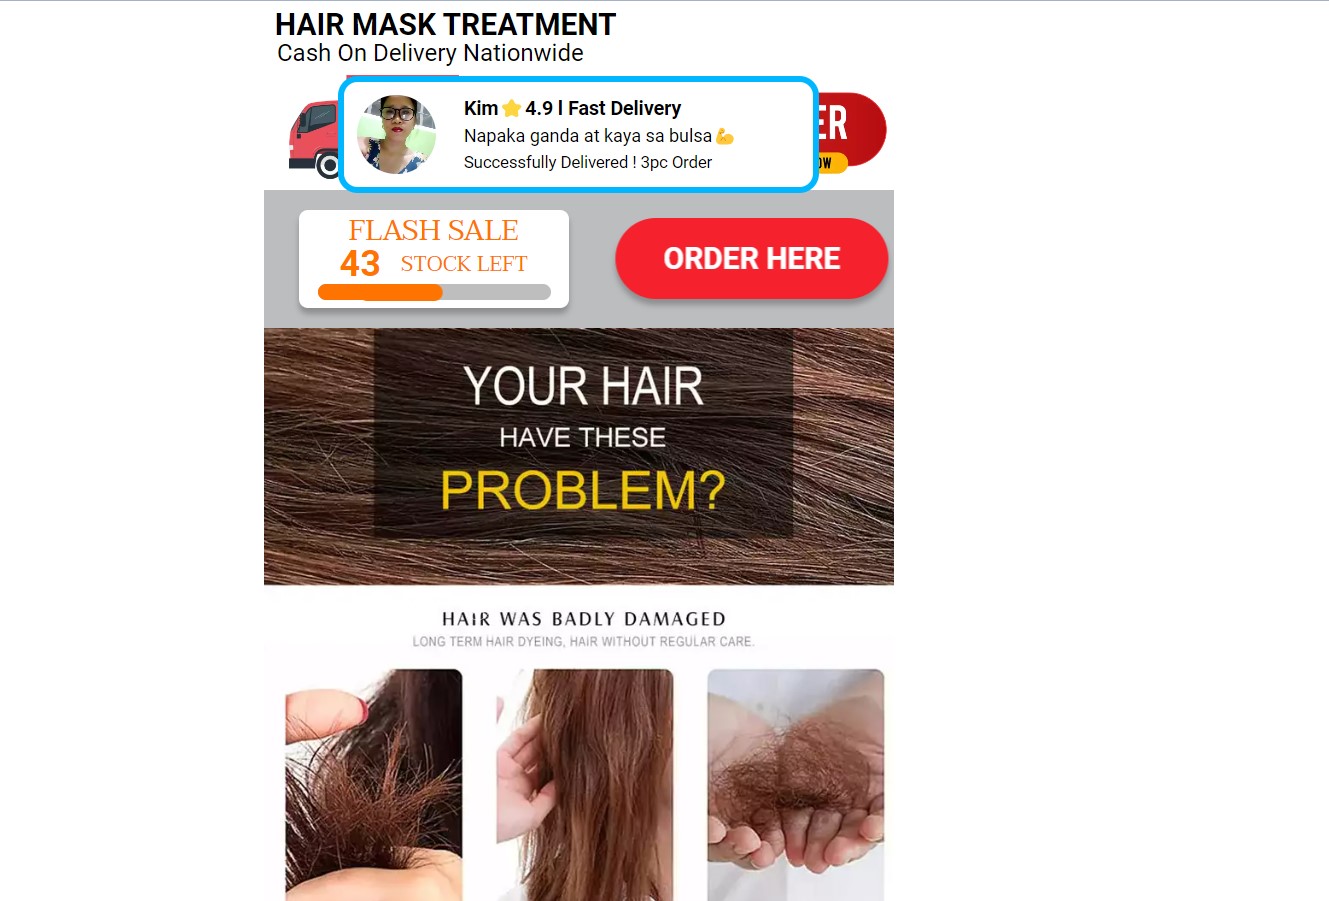 HAIR MASK TREATMENT
Cash On Delivery Nationwide
Kim⭐4.9 l Fast Delivery
Napaka ganda at kaya sa bulsa💪
Successfully Delivered ! 3pc Order
FLASH SALE
43 STOCK LEFT
ORDER HERE
YOUR HAIR
HAVE THESE
PROBLEM?
HAIR WAS BADLY DAMAGED
LONG TERM HAIR DYEING, HAIR WITHOUT REGULAR CARE.